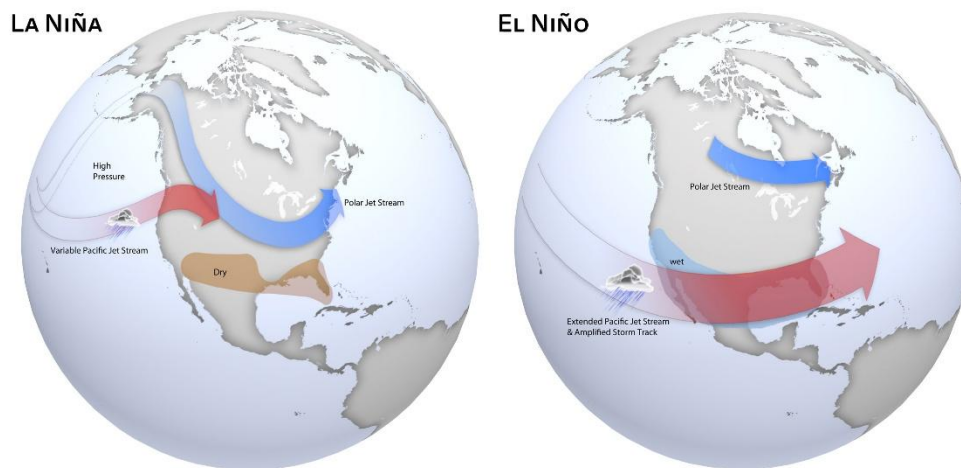 LA NIÑA
High
Pressure
Polar Jet Stream
Variable Pacific Jet Stream
Dry
EL NIÑO
Polar Jet Stream
wet
Extended Pacific Jet Stream
& Amplified Storm Track